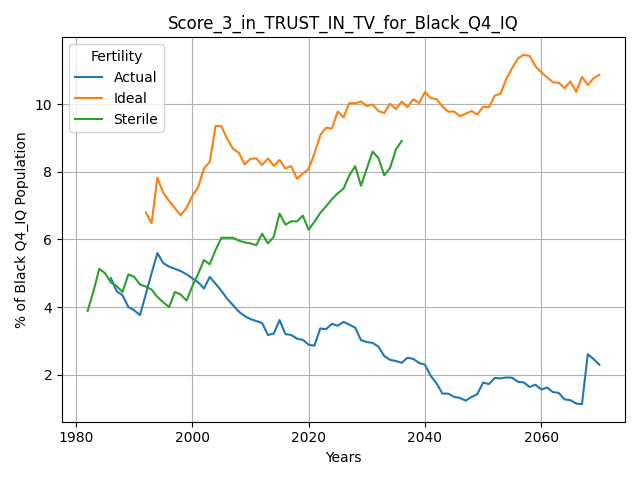 Score_3_in_TRUST_IN_TV_for_Black_Q4_IQ
Fertility
Actual
Ideal
Sterile
% of Black Q4_IQ Population
10
8
6
4
2
1980
2000
2020
2040
2060
Years